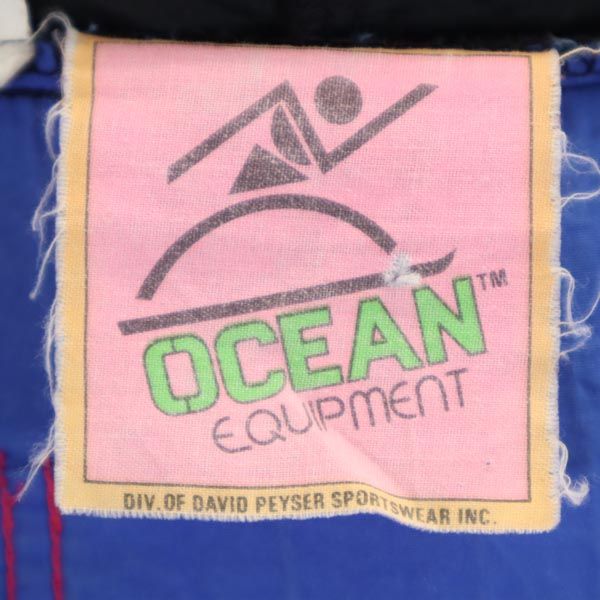 OCEAN™
EQUIPMENT
DIV. OF DAVID PEYSER SPORTSWEAR INC.